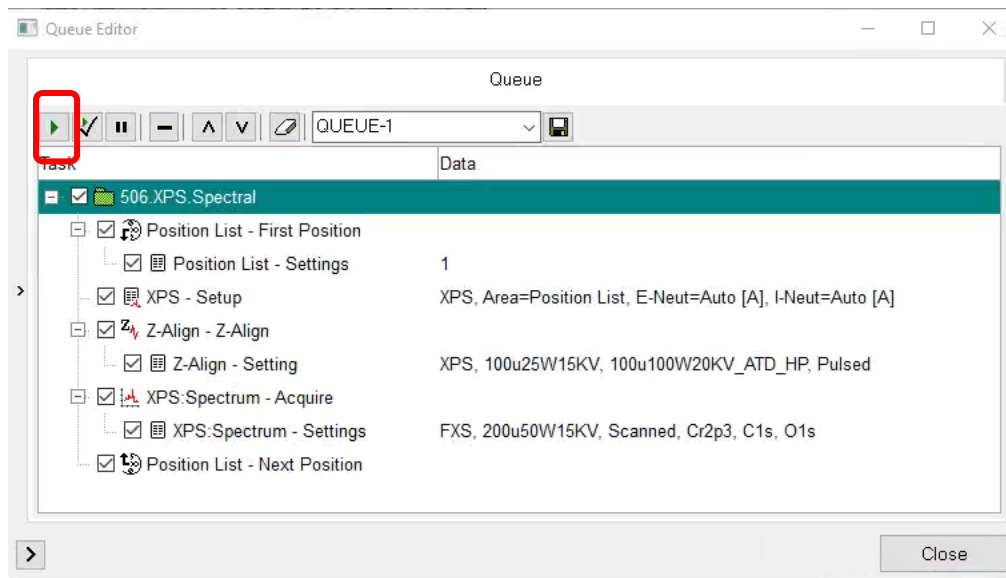 Queue Editor
Queue
QUEUE-1
Task Data
506.XPS.Spectral
Position List - First Position
Position List - Settings 1
XPS - Setup XPS, Area=Position List, E-Neut=Auto [A], I-Neut=Auto [A]
Z-Align - Z-Align
Z-Align - Setting XPS, 100u25W15KV, 100u100W20KV_ATD_HP, Pulsed
XPS:Spectrum - Acquire
XPS:Spectrum - Settings FXS, 200u50W15KV, Scanned, Cr2p3, C1s, O1s
Position List - Next Position
Close